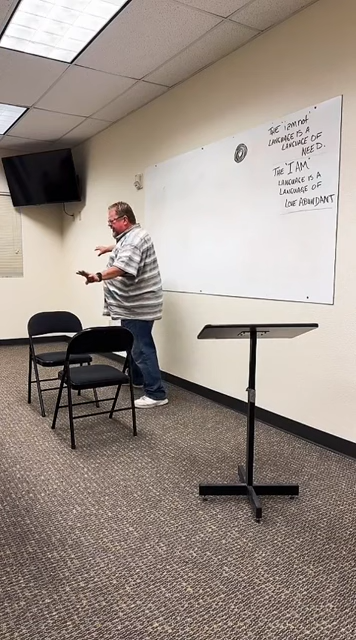 THE "I am not"
LANGUAGE IS A
LANGUAGE OF
NEED.
THE "I AM"
LANGUAGE IS A
LANGUAGE OF
LOVE ABUNDANT